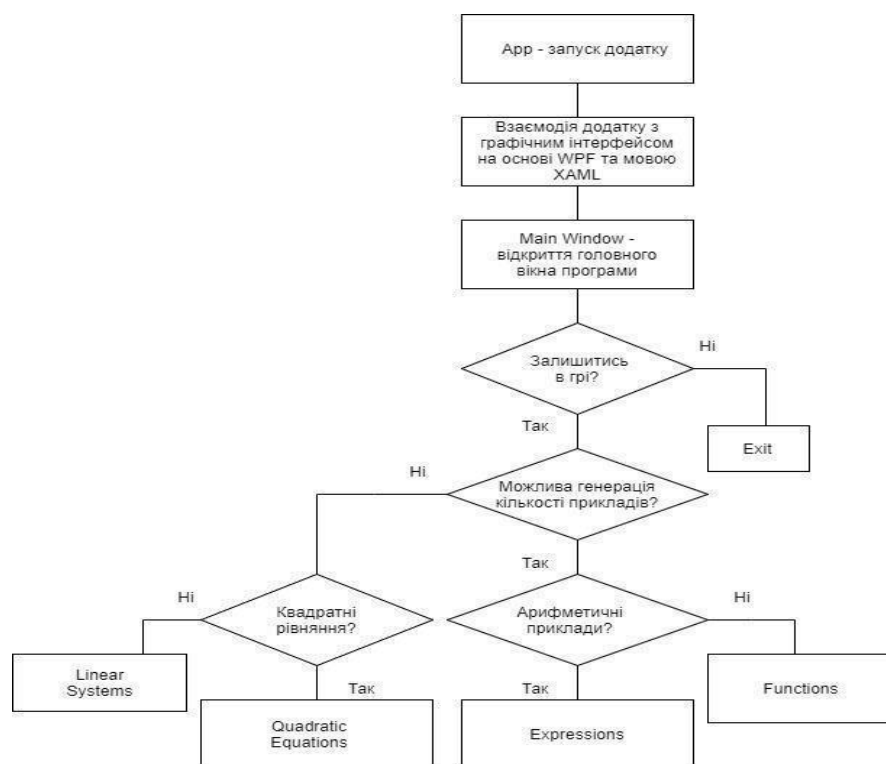 App - запуск додатку
Взаємодія додатку з
графічним інтерфейсом
на основі WPF та мовою
XAML
Main Window -
відкриття головного
вікна програми
Залишитись
в грі?
Ні
Так
Exit
Ні
Можлива генерація
кількості прикладів?
Так
Ні
Квадратні
рівняння?
Арифметичні
приклади?
Ні
Linear
Systems
Так
Quadratic
Equations
Так
Expressions
Functions